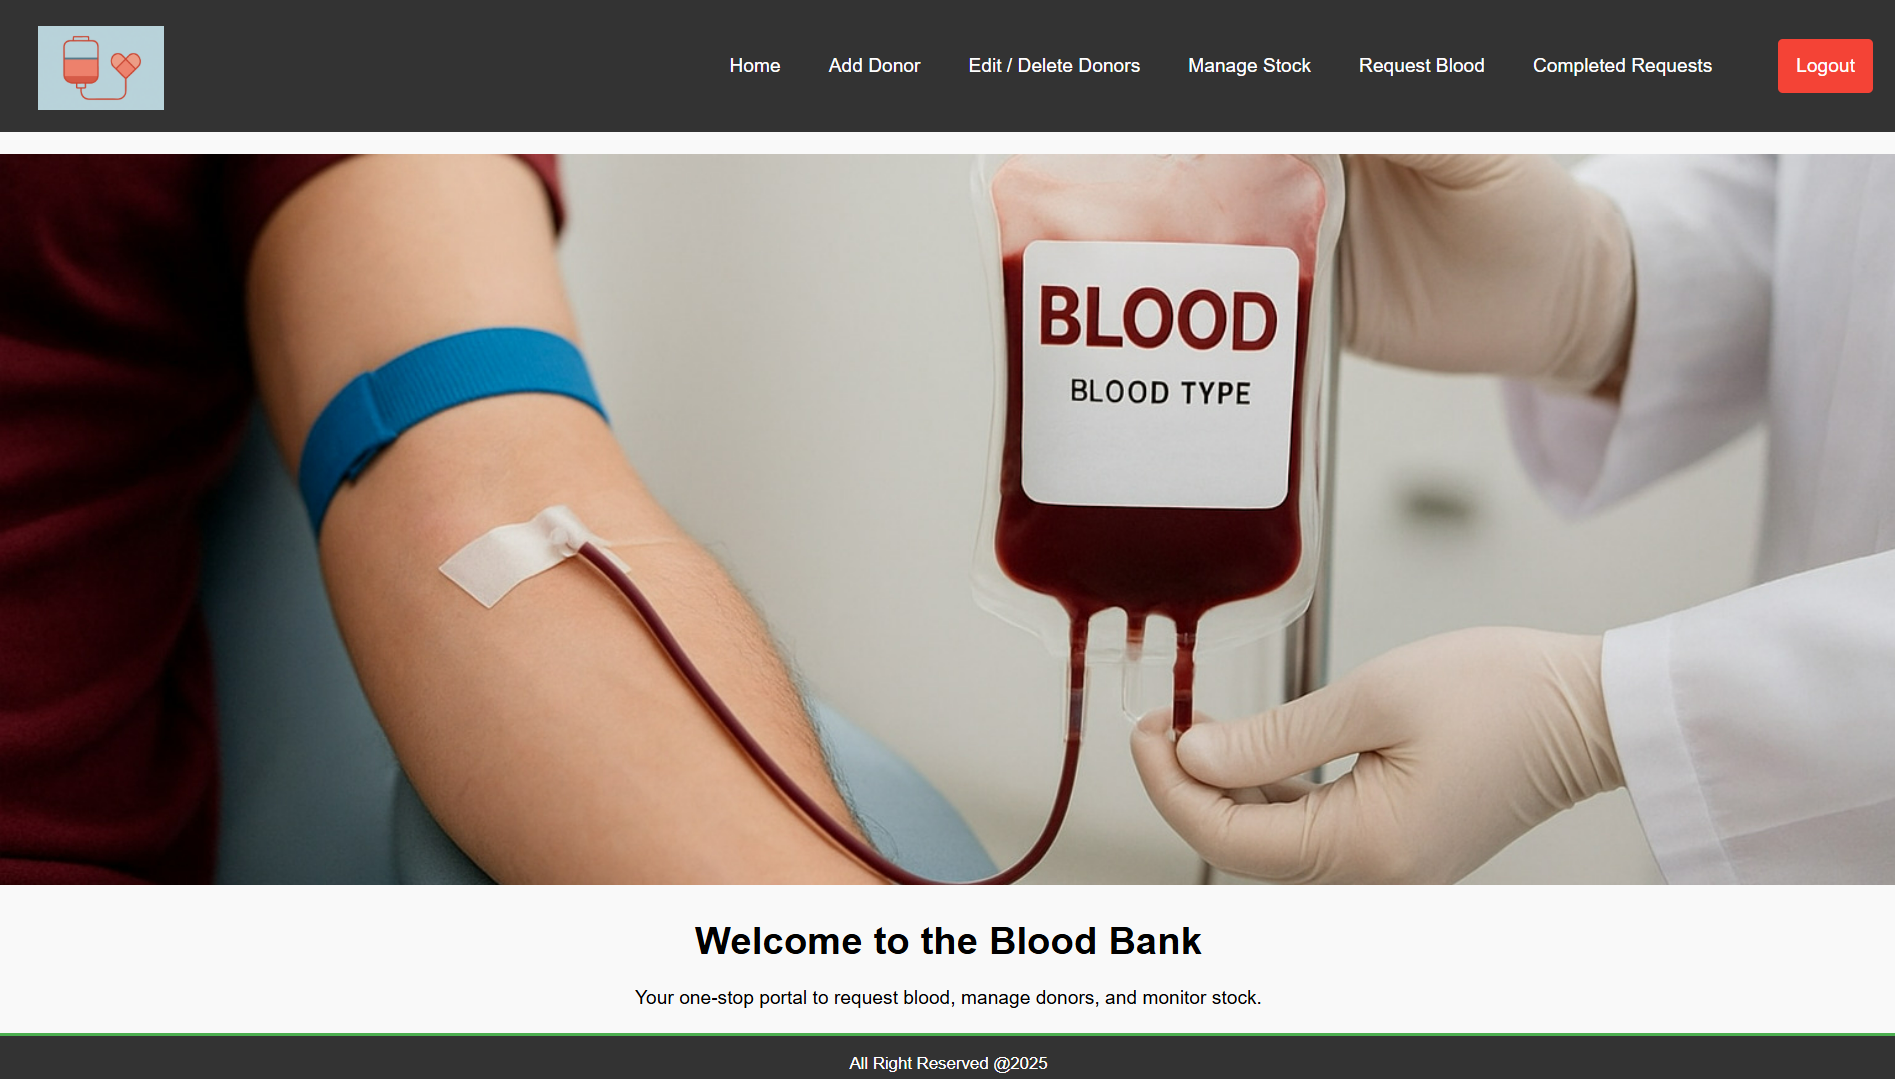 Home Add Donor Edit / Delete Donors Manage Stock Request Blood Completed Requests Logout
BLOOD
BLOOD TYPE
Welcome to the Blood Bank
Your one-stop portal to request blood, manage donors, and monitor stock.
All Right Reserved @2025